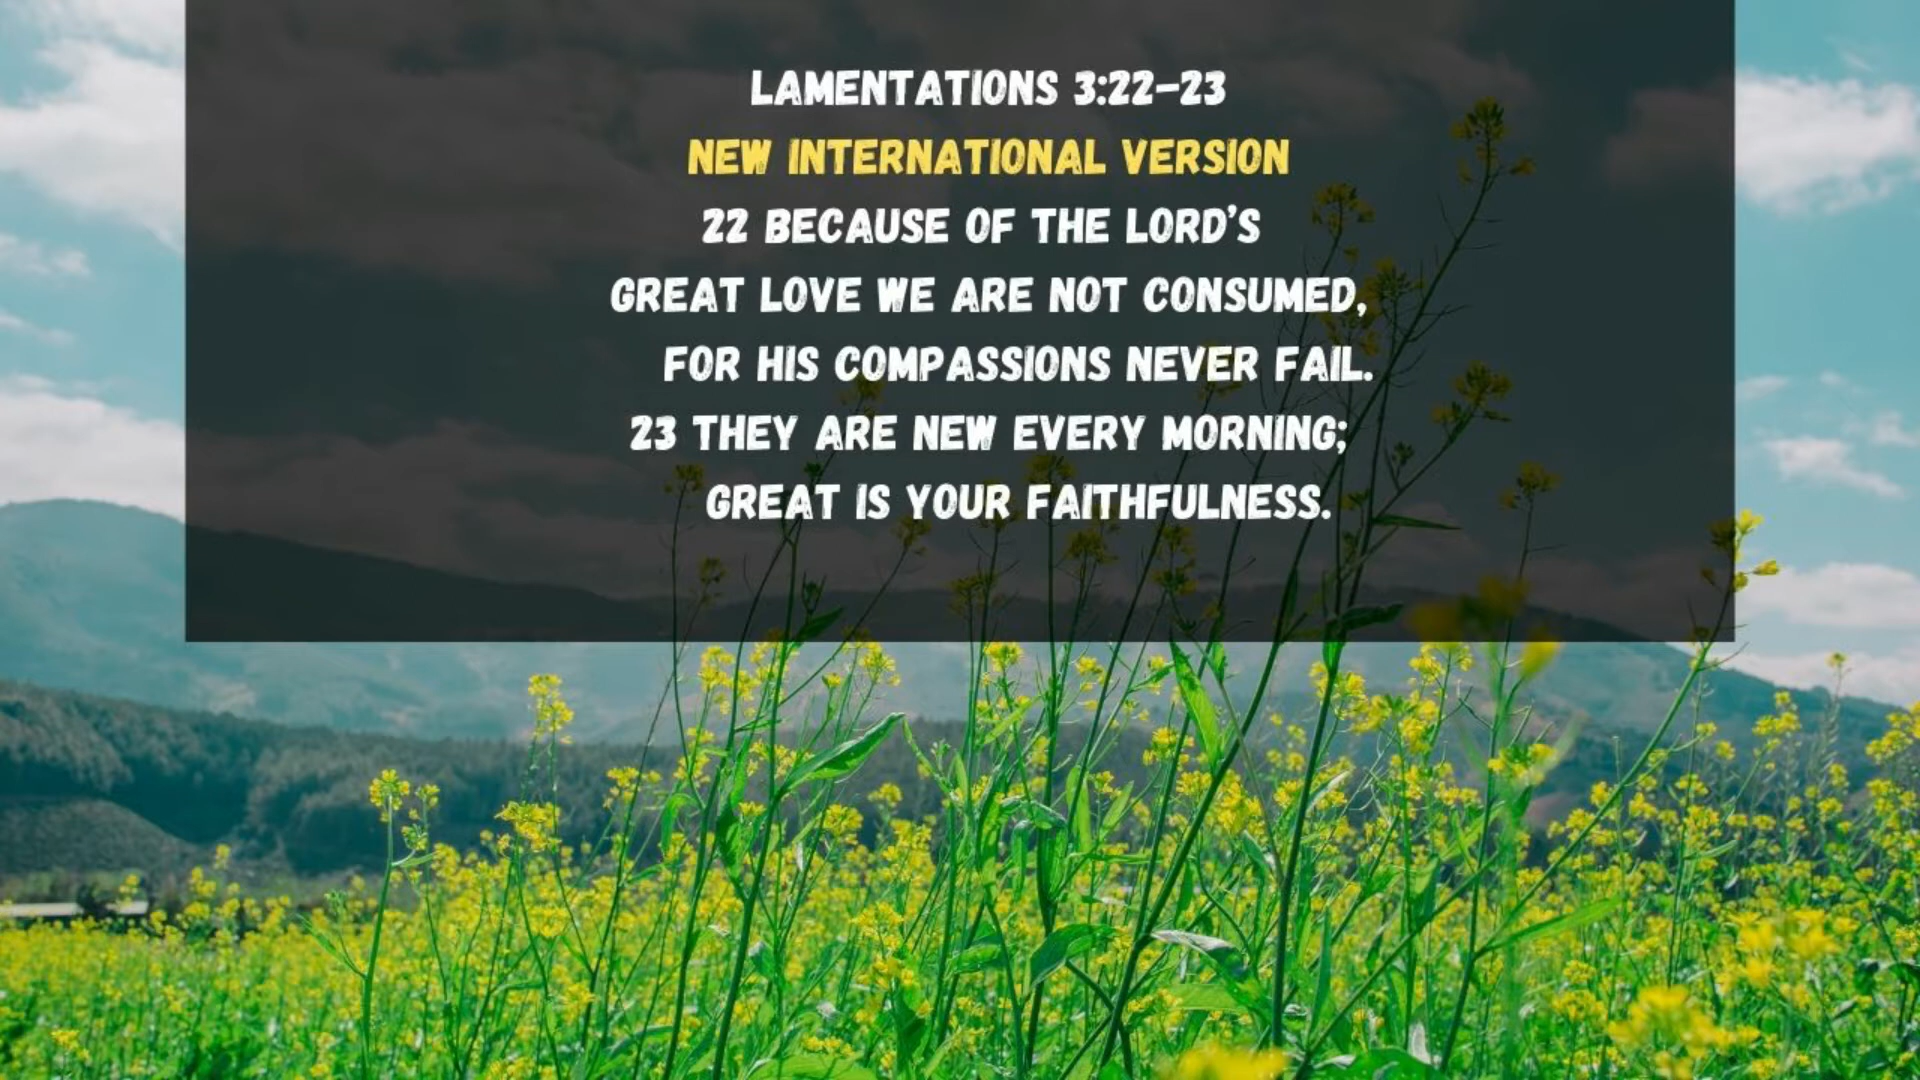 LAMENTATIONS 3:22–23
NEW INTERNATIONAL VERSION
22 BECAUSE OF THE LORD’S
GREAT LOVE WE ARE NOT CONSUMED,
FOR HIS COMPASSIONS NEVER FAIL.
23 THEY ARE NEW EVERY MORNING;
GREAT IS YOUR FAITHFULNESS.